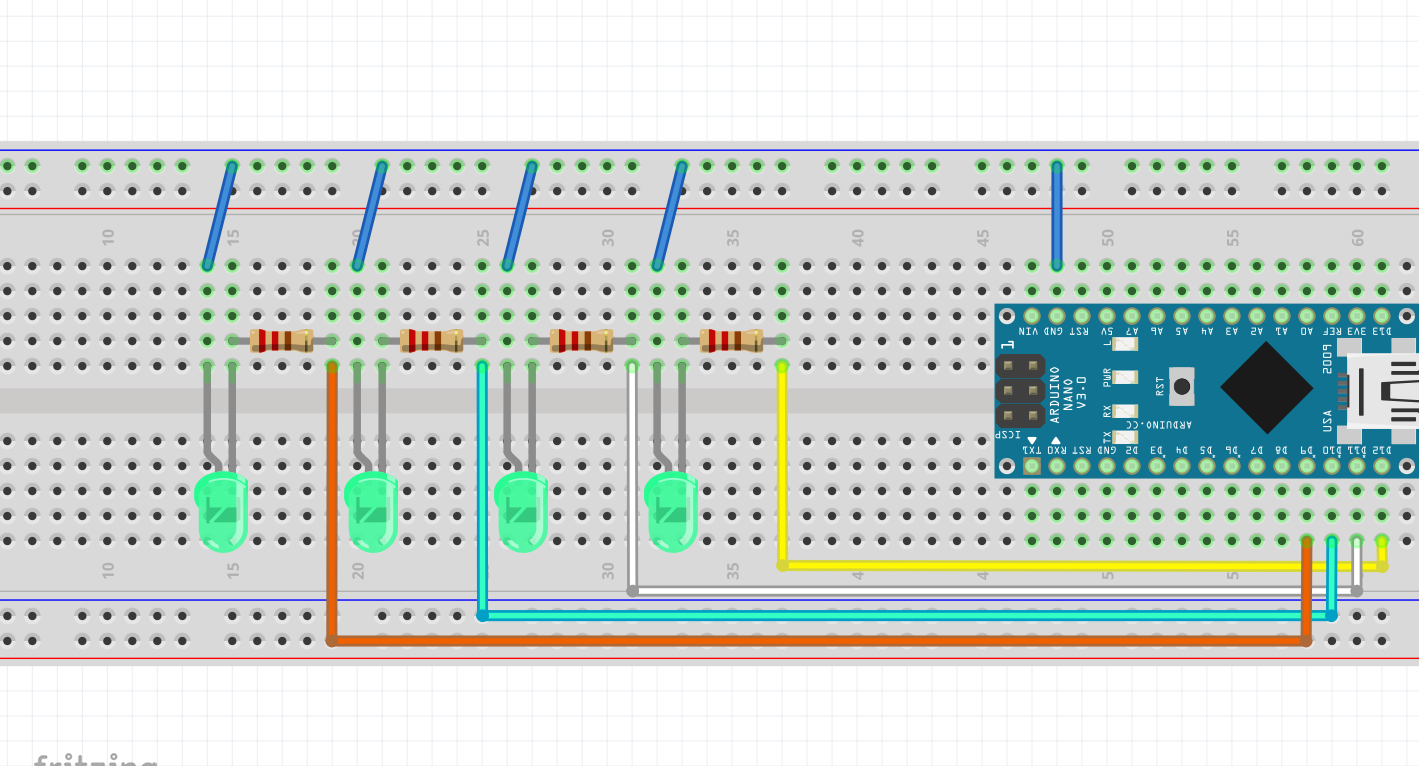 10 15 20 25 30 35 40 45 50 55 60
VIN GND RST 5V A7 A6 A5 A4 A3 A2 A1 A0 REF 3V3 D13
L
PWR
RX
TX
RST
ARDUINO
NANO
V3.0
ARDUINO.CC
2009
USA
ICSP
TX1 RX0 RST GND D2 D3 D4 D5 D6 D7 D8 D9 D10 D11 D12
10 15 20 30 35 4 4 5 55
fritzing